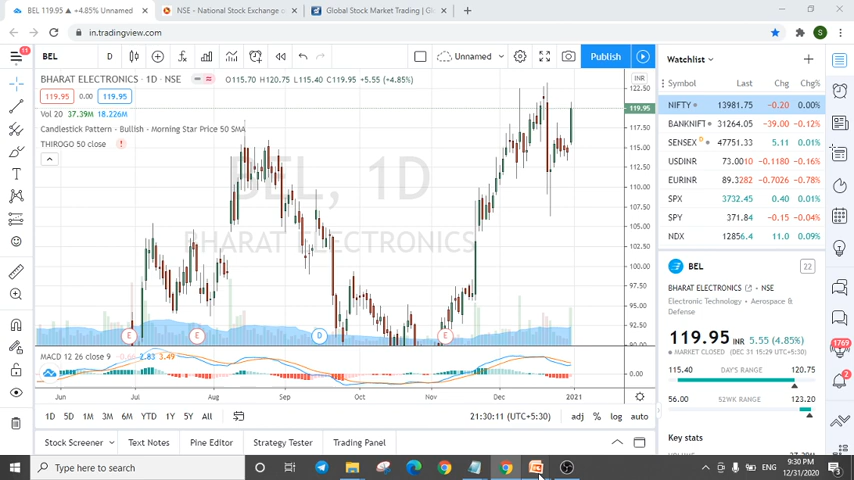 BEL 119.95 ▲ +4.85% Unnamed
NSE - National Stock Exchange o
Global Stock Market Trading | Gl
in.tradingview.com
S
11
BEL
D
Unnamed
Publish
BHARAT ELECTRONICS · 1D · NSE O115.70 H120.75 L115.40 C119.95 +5.55 (+4.85%)
119.95 0.00 119.95
Vol 20 37.39M 18.226M
Candlestick Pattern - Bullish - Morning Star Price 50 SMA
THIROGO 50 close
BEL, 1D
BHARAT ELECTRONICS
INR
122.50
119.95
117.50
115.00
112.50
110.00
107.50
105.00
102.50
100.00
97.50
95.00
92.50
90.00
E E D E
MACD 12 26 close 9 -0.66 2.83 3.49
0.00
Jun Jul Aug Sep Oct Nov Dec 2021
1D 5D 1M 3M 6M YTD 1Y 5Y All
21:30:11 (UTC+5:30) adj % log auto
Stock Screener Text Notes Pine Editor Strategy Tester Trading Panel
Watchlist
Symbol Last Chg Chg%
NIFTY 13981.75 −0.20 0.00%
BANKNIFT 31264.05 −39.00 −0.12%
SENSEX 47751.33 5.11 0.01%
USDINR 73.0010 −0.1180 −0.16%
EURINR 89.3282 −0.7026 −0.78%
SPX 3732.45 0.40 0.01%
SPY 371.84 −0.15 −0.04%
NDX 12856.4 11.0 0.09%
BEL
22
BHARAT ELECTRONICS · NSE
Electronic Technology • Aerospace &
Defense
119.95 INR 5.55 (4.85%)
MARKET CLOSED (DEC 31 15:29 UTC+5:30)
115.40 DAY'S RANGE 120.75
56.00 52WK RANGE 123.20
Key stats
1769
2
Type here to search
ENG
9:30 PM
12/31/2020
3